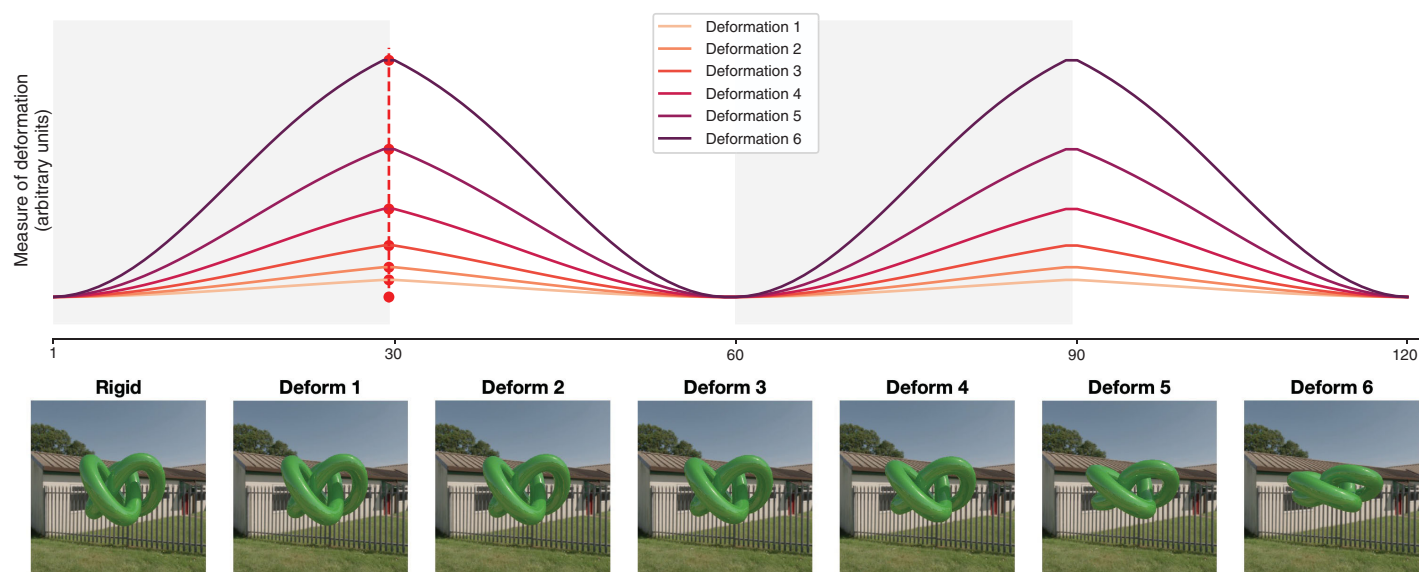 Measure of deformation
(arbitrary units)
Deformation 1
Deformation 2
Deformation 3
Deformation 4
Deformation 5
Deformation 6
1
30
60
90
120
Rigid
Deform 1
Deform 2
Deform 3
Deform 4
Deform 5
Deform 6